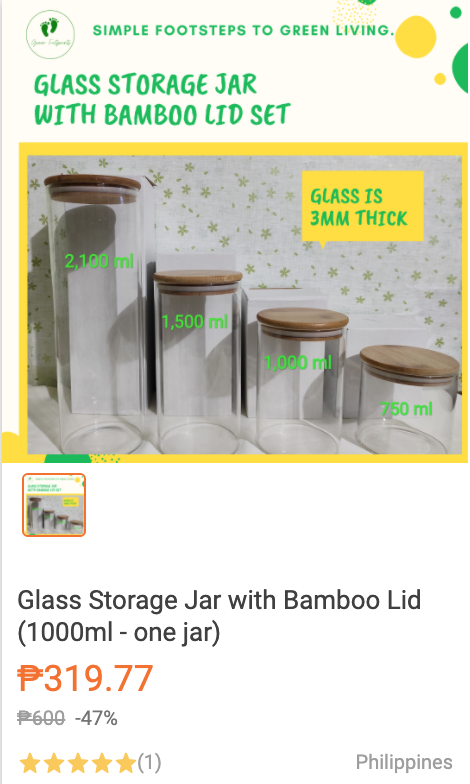 SIMPLE FOOTSTEPS TO GREEN LIVING.
GLASS STORAGE JAR
WITH BAMBOO LID SET
GLASS IS
3MM THICK
2,100 ml
1,500 ml
1,000 ml
750 ml
Glass Storage Jar with Bamboo Lid
(1000ml - one jar)
₱319.77
₱600 -47%
(1)
Philippines